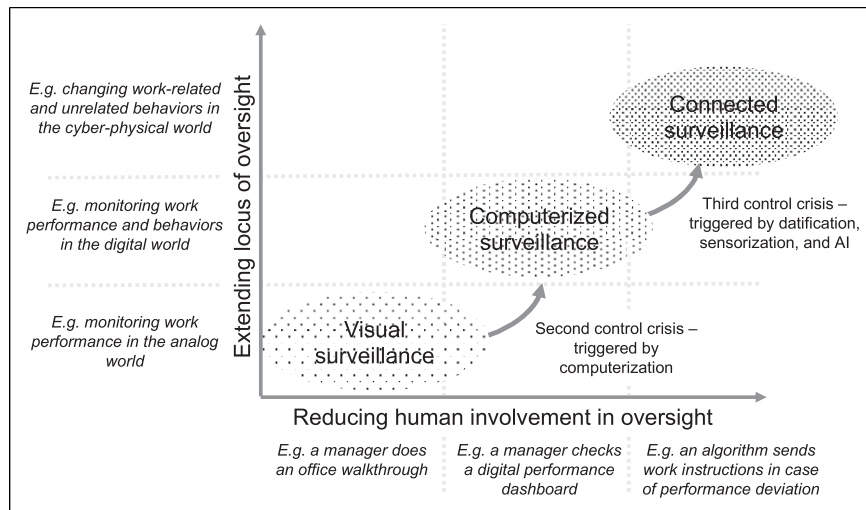 E.g. changing work-related
and unrelated behaviors in
the cyber-physical world
E.g. monitoring work
performance and behaviors
in the digital world
E.g. monitoring work
performance in the analog
world
Extending locus of oversight
Connected
surveillance
Computerized
surveillance
Visual
surveillance
Third control crisis –
triggered by datification,
sensorization, and AI
Second control crisis –
triggered by
computerization
Reducing human involvement in oversight
E.g. a manager does
an office walkthrough
E.g. a manager checks
a digital performance
dashboard
E.g. an algorithm sends
work instructions in case
of performance deviation